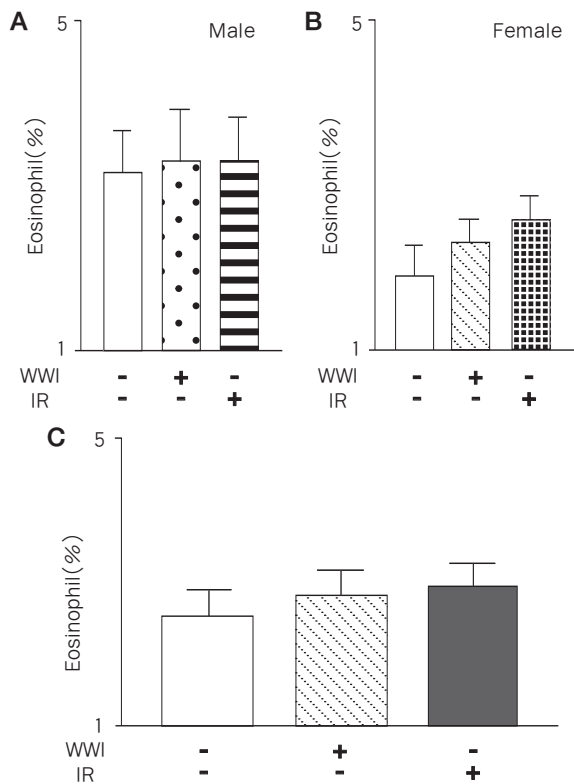 A
5
Male
Eosinophil(%)
1
WWI - + -
IR - - +
B
5
Female
Eosinophil(%)
1
WWI - + -
IR - - +
C
5
Eosinophil(%)
1
WWI - + -
IR - - +